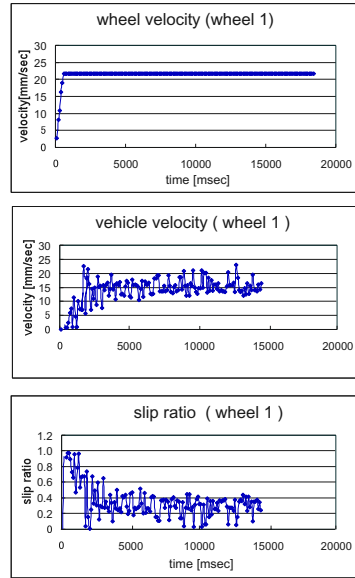 wheel velocity (wheel 1)
velocity[mm/sec]
30
25
20
15
10
5
0
0 5000 10000 15000 20000
time [msec]
vehicle velocity ( wheel 1 )
velocity [mm/sec]
30
25
20
15
10
5
0
0 5000 10000 15000 20000
slip ratio ( wheel 1 )
slip ratio
1.2
1.0
0.8
0.6
0.4
0.2
0
0 5000 10000 15000 20000
time [msec]